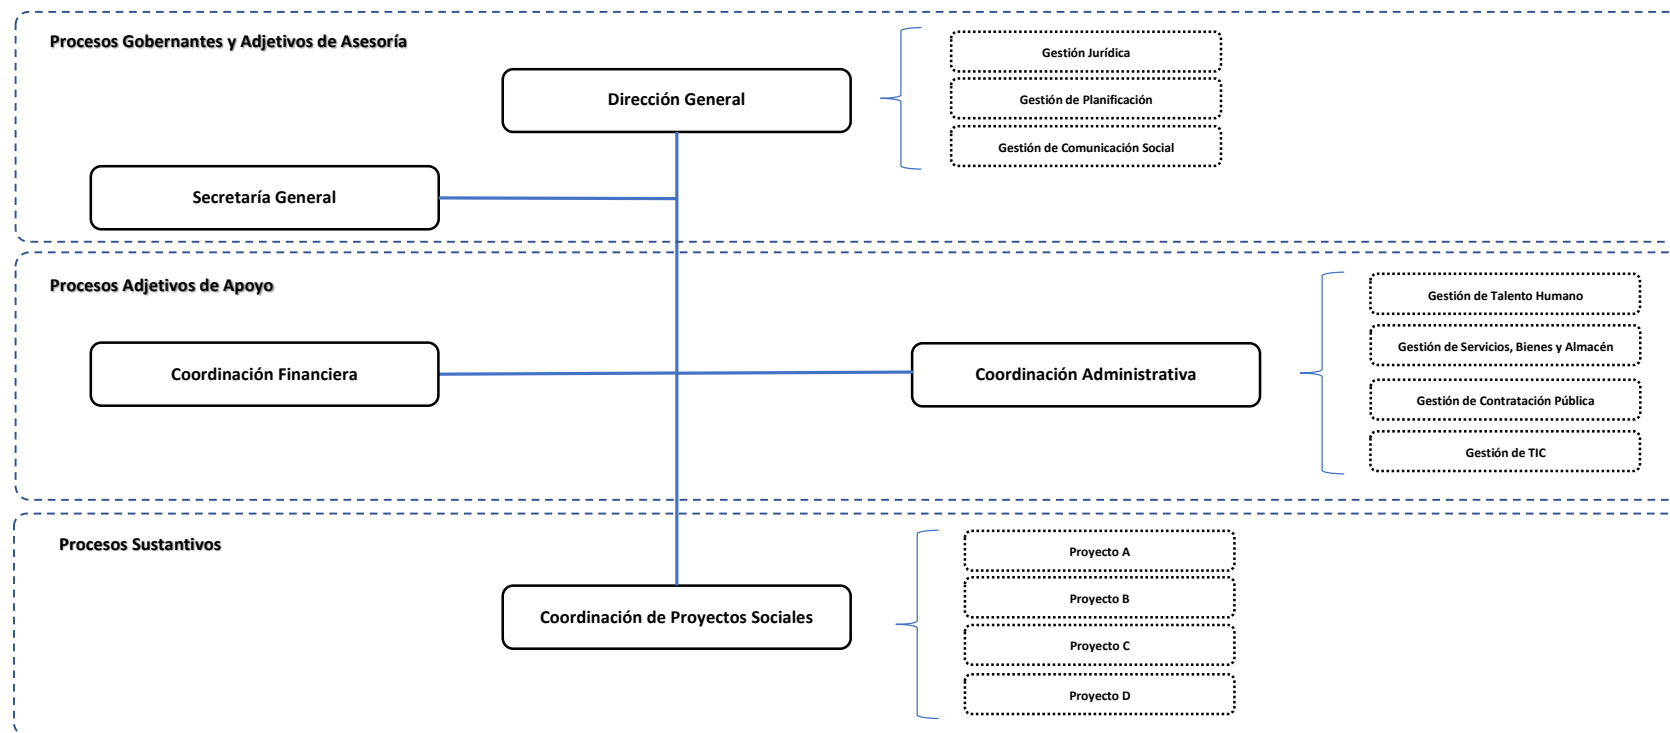 Procesos Gobernantes y Adjetivos de Asesoría
Dirección General
Gestión Jurídica
Gestión de Planificación
Gestión de Comunicación Social
Secretaría General
Procesos Adjetivos de Apoyo
Coordinación Financiera
Coordinación Administrativa
Gestión de Talento Humano
Gestión de Servicios, Bienes y Almacén
Gestión de Contratación Pública
Gestión de TIC
Procesos Sustantivos
Coordinación de Proyectos Sociales
Proyecto A
Proyecto B
Proyecto C
Proyecto D